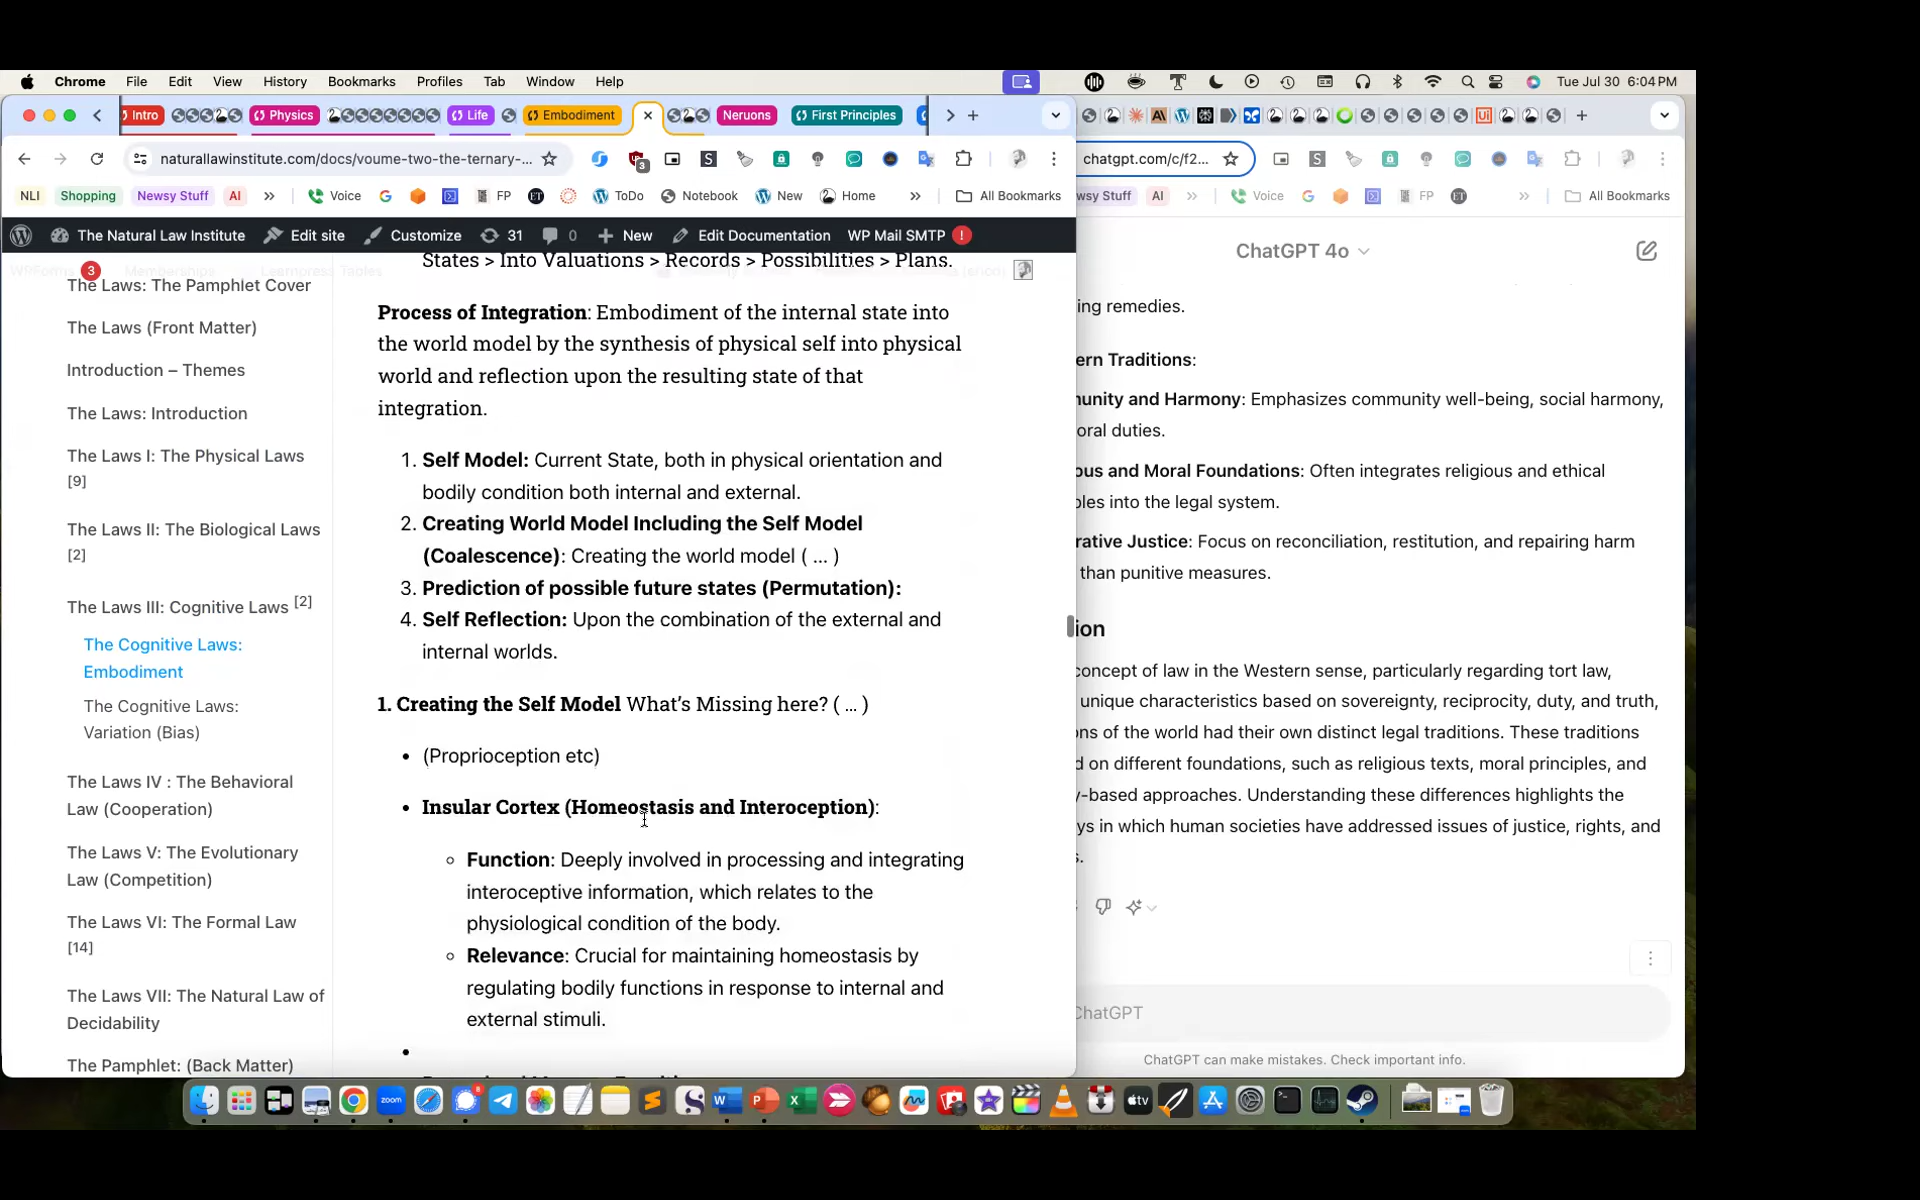 Chrome File Edit View History Bookmarks Profiles Tab Window Help Tue Jul 30 6:04 PM
Intro Physics Life Embodiment Neruons First Principles
naturallawinstitute.com/docs/voume-two-the-ternary-... 3
chatgpt.com/c/f2...
NLI Shopping Newsy Stuff AI Voice FP ET ToDo Notebook New Home All Bookmarks
wsy Stuff AI Voice FP ET All Bookmarks
The Natural Law Institute Edit site Customize 31 0 New Edit Documentation WP Mail SMTP !
WPForms 3 Memberships Learnpress Tables
The Laws: The Pamphlet Cover
The Laws (Front Matter)
Introduction – Themes
The Laws: Introduction
The Laws I: The Physical Laws
[9]
The Laws II: The Biological Laws
[2]
The Laws III: Cognitive Laws [2]
The Cognitive Laws:
Embodiment
The Cognitive Laws:
Variation (Bias)
The Laws IV : The Behavioral
Law (Cooperation)
The Laws V: The Evolutionary
Law (Competition)
The Laws VI: The Formal Law
[14]
The Laws VII: The Natural Law of
Decidability
The Pamphlet: (Back Matter)
States > Into Valuations > Records > Possibilities > Plans.
Process of Integration: Embodiment of the internal state into
the world model by the synthesis of physical self into physical
world and reflection upon the resulting state of that
integration.
1. Self Model: Current State, both in physical orientation and
bodily condition both internal and external.
2. Creating World Model Including the Self Model
(Coalescence): Creating the world model ( ... )
3. Prediction of possible future states (Permutation):
4. Self Reflection: Upon the combination of the external and
internal worlds.
1. Creating the Self Model What's Missing here? ( ... )
• (Proprioception etc)
• Insular Cortex (Homeostasis and Interoception):
Function: Deeply involved in processing and integrating
interoceptive information, which relates to the
physiological condition of the body.
Relevance: Crucial for maintaining homeostasis by
regulating bodily functions in response to internal and
external stimuli.
ChatGPT 4o
ing remedies.
ern Traditions:
unity and Harmony: Emphasizes community well-being, social harmony,
oral duties.
ous and Moral Foundations: Often integrates religious and ethical
ples into the legal system.
rative Justice: Focus on reconciliation, restitution, and repairing harm
than punitive measures.
ion
concept of law in the Western sense, particularly regarding tort law,
unique characteristics based on sovereignty, reciprocity, duty, and truth,
ons of the world had their own distinct legal traditions. These traditions
d on different foundations, such as religious texts, moral principles, and
y-based approaches. Understanding these differences highlights the
ys in which human societies have addressed issues of justice, rights, and
s.
ChatGPT
ChatGPT can make mistakes. Check important info.
zoom tv